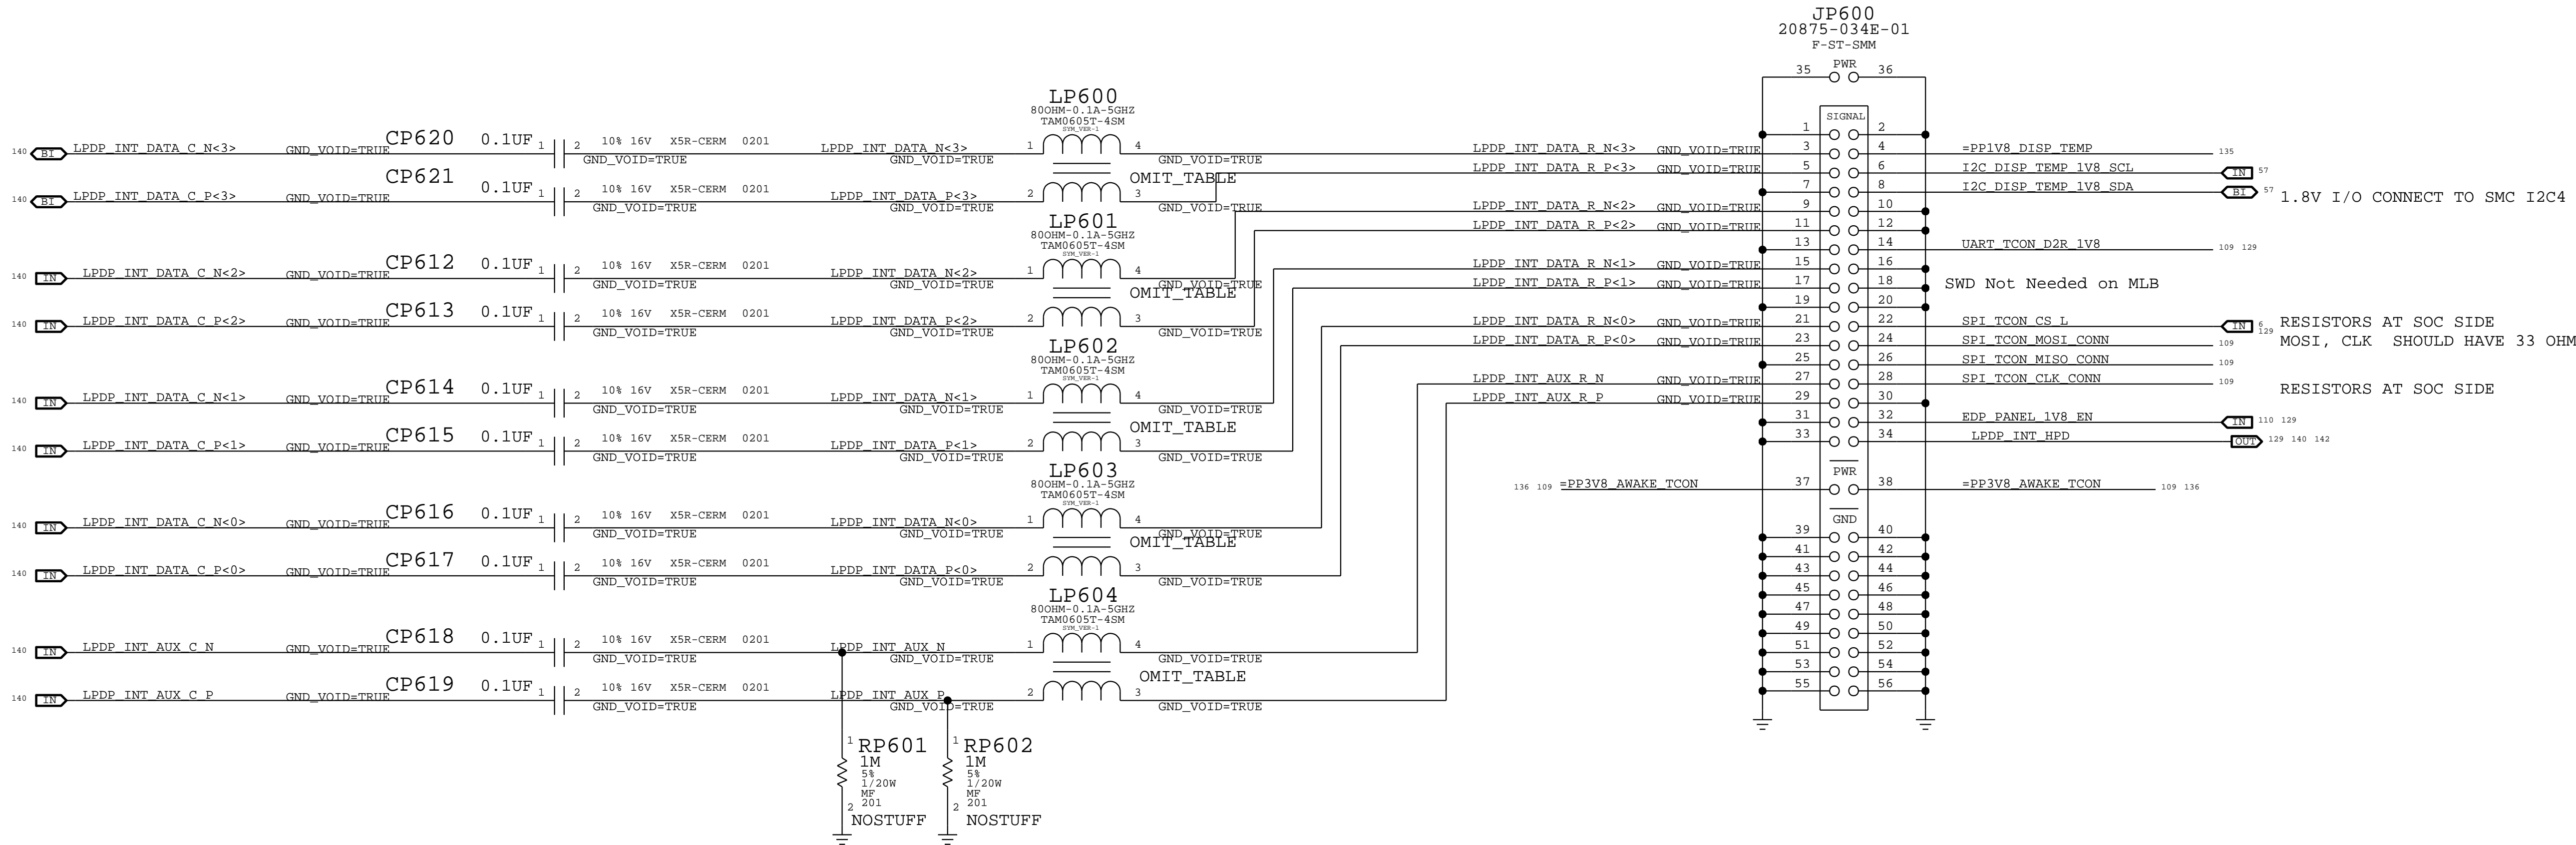 JP600
20875-034E-01
F-ST-SMM
35 PWR 36
SIGNAL
LP600
80OHM-0.1A-5GHZ
TAM0605T-4SM
SYM_VER-1
140 BI LPDP_INT_DATA_C_N<3> GND_VOID=TRUE CP620 0.1UF 1 2 10% 16V X5R-CERM 0201 GND_VOID=TRUE LPDP_INT_DATA_N<3> GND_VOID=TRUE 1 4 GND_VOID=TRUE
OMIT_TABLE
140 BI LPDP_INT_DATA_C_P<3> CP621 0.1UF 1 2 10% 16V X5R-CERM 0201 GND_VOID=TRUE LPDP_INT_DATA_P<3> GND_VOID=TRUE 2 3 GND_VOID=TRUE
LP601
80OHM-0.1A-5GHZ
TAM0605T-4SM
SYM_VER-1
140 IN LPDP_INT_DATA_C_N<2> GND_VOID=TRUE CP612 0.1UF 1 2 10% 16V X5R-CERM 0201 GND_VOID=TRUE LPDP_INT_DATA_N<2> GND_VOID=TRUE 1 4 GND_VOID=TRUE
OMIT_TABLE
140 IN LPDP_INT_DATA_C_P<2> GND_VOID=TRUE CP613 0.1UF 1 2 10% 16V X5R-CERM 0201 GND_VOID=TRUE LPDP_INT_DATA_P<2> GND_VOID=TRUE 2 3 GND_VOID=TRUE
LP602
80OHM-0.1A-5GHZ
TAM0605T-4SM
SYM_VER-1
140 IN LPDP_INT_DATA_C_N<1> GND_VOID=TRUE CP614 0.1UF 1 2 10% 16V X5R-CERM 0201 GND_VOID=TRUE LPDP_INT_DATA_N<1> GND_VOID=TRUE 1 4 GND_VOID=TRUE
OMIT_TABLE
140 IN LPDP_INT_DATA_C_P<1> GND_VOID=TRUE CP615 0.1UF 1 2 10% 16V X5R-CERM 0201 GND_VOID=TRUE LPDP_INT_DATA_P<1> GND_VOID=TRUE 2 3 GND_VOID=TRUE
LP603
80OHM-0.1A-5GHZ
TAM0605T-4SM
SYM_VER-1
140 IN LPDP_INT_DATA_C_N<0> GND_VOID=TRUE CP616 0.1UF 1 2 10% 16V X5R-CERM 0201 GND_VOID=TRUE LPDP_INT_DATA_N<0> GND_VOID=TRUE 1 4 GND_VOID=TRUE
OMIT_TABLE
140 IN LPDP_INT_DATA_C_P<0> GND_VOID=TRUE CP617 0.1UF 1 2 10% 16V X5R-CERM 0201 GND_VOID=TRUE LPDP_INT_DATA_P<0> GND_VOID=TRUE 2 3 GND_VOID=TRUE
LP604
80OHM-0.1A-5GHZ
TAM0605T-4SM
SYM_VER-1
140 IN LPDP_INT_AUX_C_N GND_VOID=TRUE CP618 0.1UF 1 2 10% 16V X5R-CERM 0201 GND_VOID=TRUE LPDP_INT_AUX_N GND_VOID=TRUE 1 4 GND_VOID=TRUE
OMIT_TABLE
140 IN LPDP_INT_AUX_C_P GND_VOID=TRUE CP619 0.1UF 1 2 10% 16V X5R-CERM 0201 GND_VOID=TRUE LPDP_INT_AUX_P GND_VOID=TRUE 2 3 GND_VOID=TRUE
1 RP601
1M
5%
1/20W
MF
2 201
NOSTUFF
1 RP602
1M
5%
1/20W
MF
2 201
NOSTUFF
1 2
LPDP_INT_DATA_R_N<3> GND_VOID=TRUE 3 4 =PP1V8_DISP_TEMP 135
LPDP_INT_DATA_R_P<3> GND_VOID=TRUE 5 6 I2C_DISP_TEMP_1V8_SCL IN 57
7 8 I2C_DISP_TEMP_1V8_SDA BI 57
1.8V I/O CONNECT TO SMC I2C4
LPDP_INT_DATA_R_N<2> GND_VOID=TRUE 9 10
LPDP_INT_DATA_R_P<2> GND_VOID=TRUE 11 12
13 14 UART_TCON_D2R_1V8 109 129
LPDP_INT_DATA_R_N<1> GND_VOID=TRUE 15 16
LPDP_INT_DATA_R_P<1> GND_VOID=TRUE 17 18 SWD Not Needed on MLB
19 20
LPDP_INT_DATA_R_N<0> GND_VOID=TRUE 21 22 SPI_TCON_CS_L IN 6 129 RESISTORS AT SOC SIDE
LPDP_INT_DATA_R_P<0> GND_VOID=TRUE 23 24 SPI_TCON_MOSI_CONN 109 MOSI, CLK SHOULD HAVE 33 OHM
25 26 SPI_TCON_MISO_CONN 109
LPDP_INT_AUX_R_N GND_VOID=TRUE 27 28 SPI_TCON_CLK_CONN 109 RESISTORS AT SOC SIDE
LPDP_INT_AUX_R_P GND_VOID=TRUE 29 30
31 32 EDP_PANEL_1V8_EN IN 110 129
33 34 LPDP_INT_HPD OUT 129 140 142
PWR
136 109 =PP3V8_AWAKE_TCON 37 38 =PP3V8_AWAKE_TCON 109 136
GND
39 40
41 42
43 44
45 46
47 48
49 50
51 52
53 54
55 56